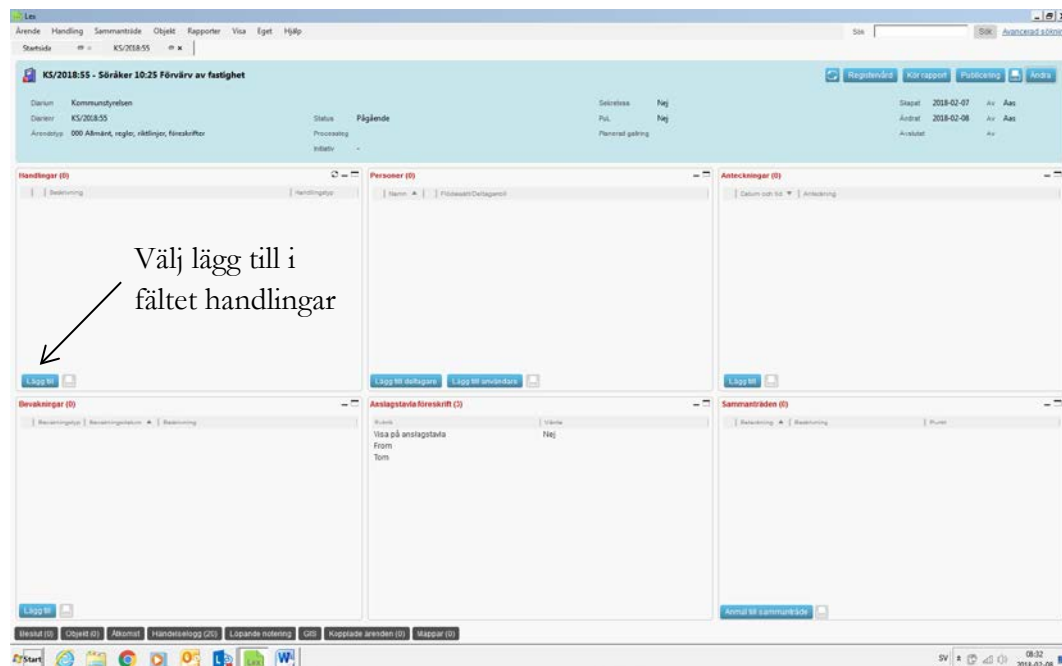 Lex
Ärende Handling Sammanträde Objekt Rapporter Visa Eget Hjälp
Sök Sök Avancerad sökning
Startsida KS/2018:55
KS/2018:55 - Söråker 10:25 Förvärv av fastighet
Registervård Kör rapport Publicering Ändra
Diarium Kommunstyrelsen Sekretess Nej Skapat 2018-02-07 Av Aas
Diarienr KS/2018:55 Status Pågående PuL Nej Ändrat 2018-02-08 Av Aas
Ärendetyp 000 Allmänt, regler, riktlinjer, föreskrifter Processteg Planerad gallring Avslutat Av
Initiativ -
Handlingar (0)
Beskrivning Handlingstyp
Välj lägg till i
fältet handlingar
Lägg till
Personer (0)
Namn
Lägg till deltagare Lägg till användare
Anteckningar (0)
Datum och tid Anteckning
Lägg till
Bevakningar (0)
Bevakningstyp Bevakningsdatum Beskrivning
Lägg till
Anslagstavla föreskrift (3)
Rubrik Värde
Visa på anslagstavla Nej
From
Tom
Sammanträden (0)
Beteckning Beskrivning Punkt
Anmäl till sammanträde
Beslut (0) Objekt (0) Åtkomst Händelselogg (20) Löpande notering GIS Kopplade ärenden (0) Mappar (0)
Start SV 08:32
2018-02-08